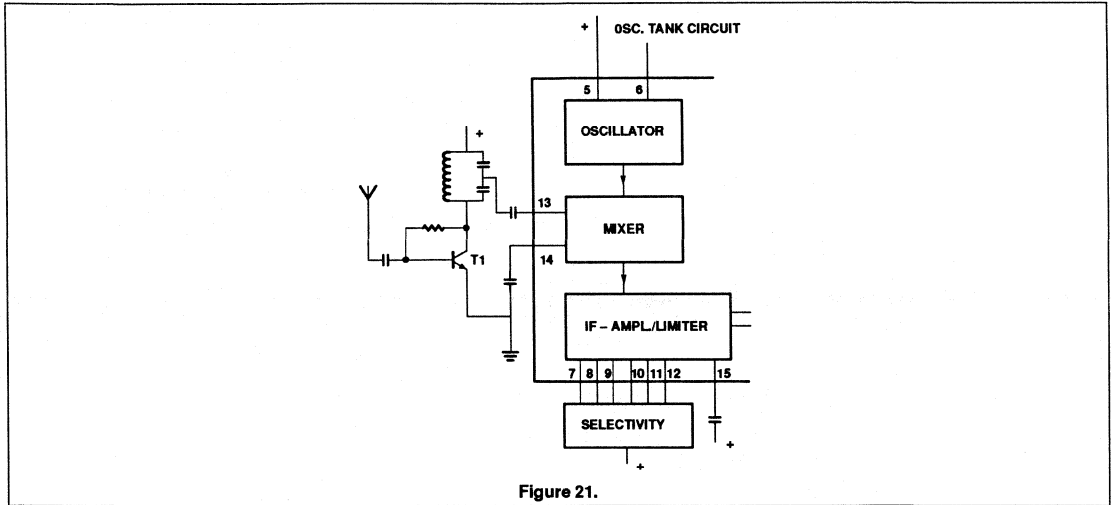 + 0SC. TANK CIRCUIT
5 6
OSCILLATOR
+
13
MIXER
T1
14
IF – AMPL./LIMITER
7 8 9 10 11 12 15
SELECTIVITY
+
+
Figure 21.